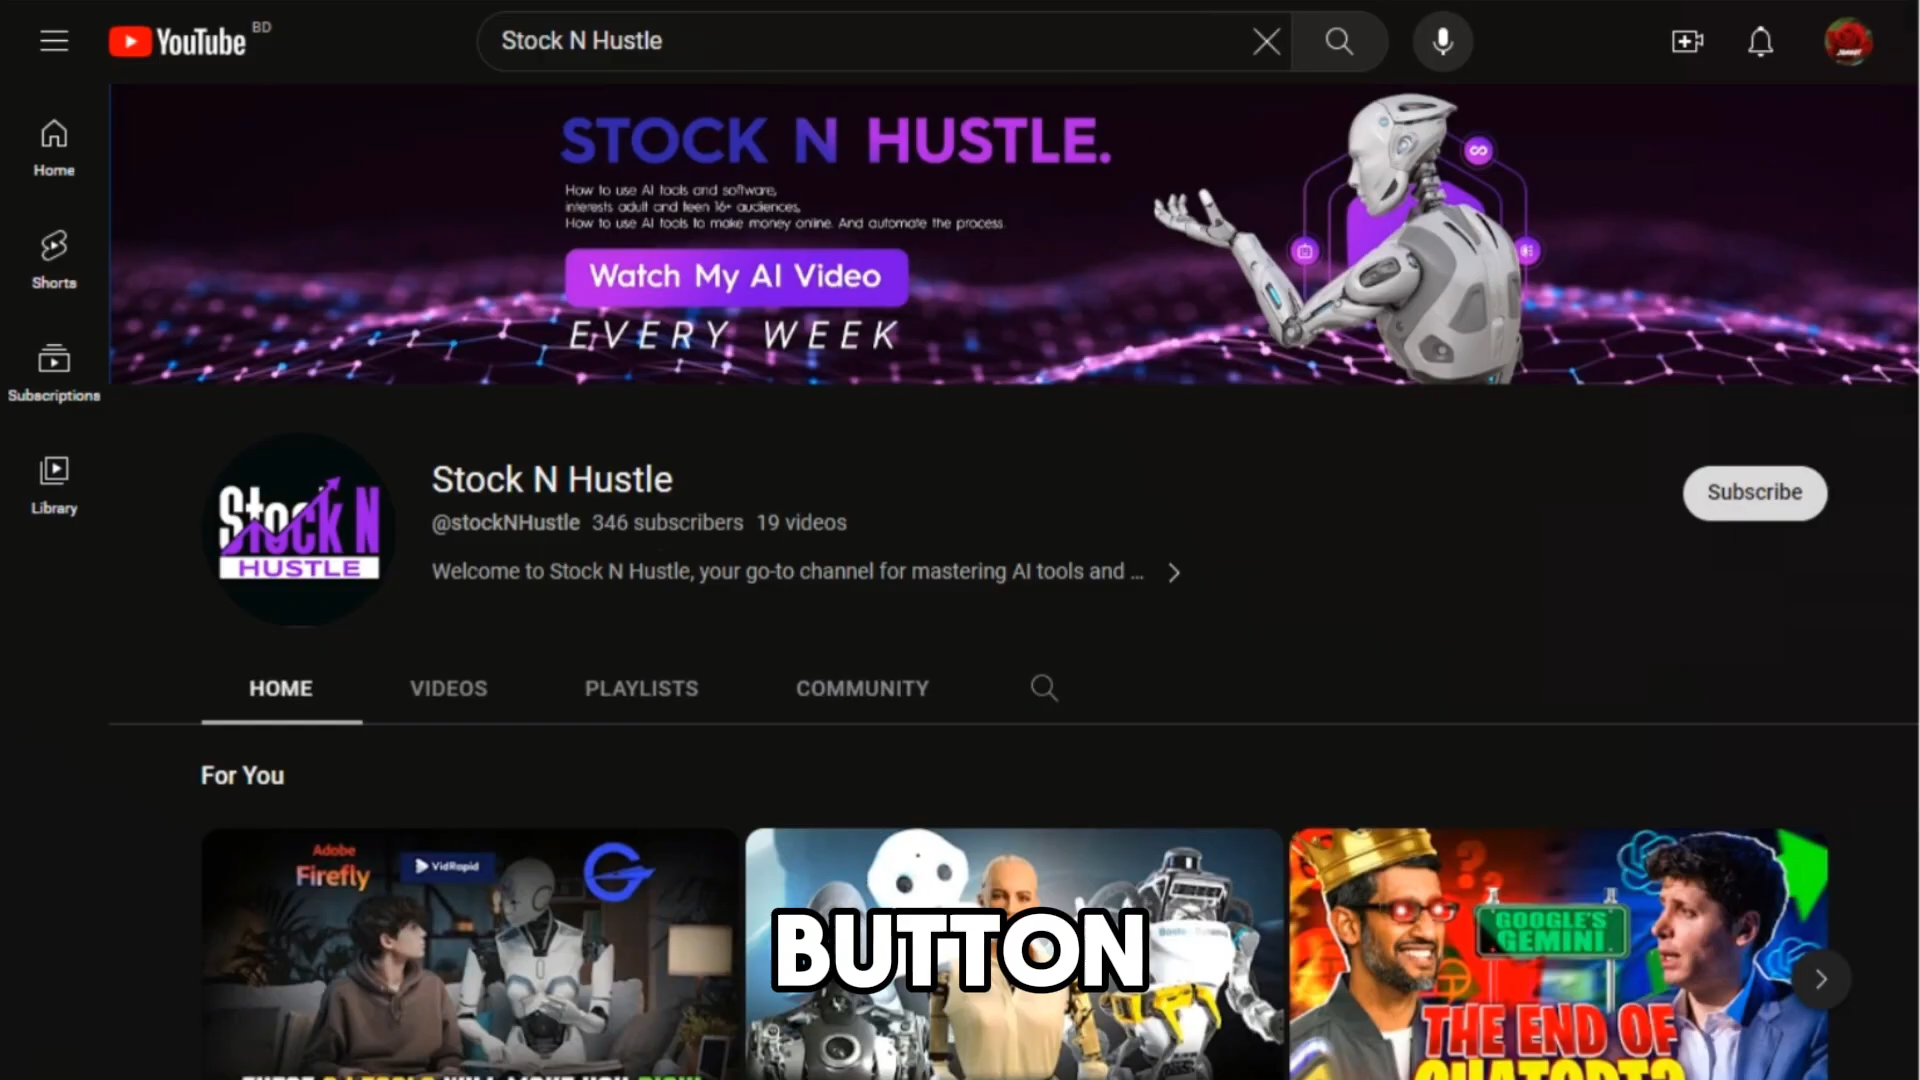 YouTube BD
Stock N Hustle
Home
Shorts
Subscriptions
Library
STOCK N HUSTLE.
How to use AI tools and software,
interests adult and teen 16+ audiences,
How to use AI tools to make money online. And automate the process.
Watch My AI Video
EVERY WEEK
Stock N
HUSTLE
Stock N Hustle
@stockNHustle 346 subscribers 19 videos
Welcome to Stock N Hustle, your go-to channel for mastering AI tools and ...
Subscribe
HOME VIDEOS PLAYLISTS COMMUNITY
For You
Adobe
Firefly
VidRapid
BUTTON
GOOGLE'S
GEMINI
THE END OF
CHATGPT?